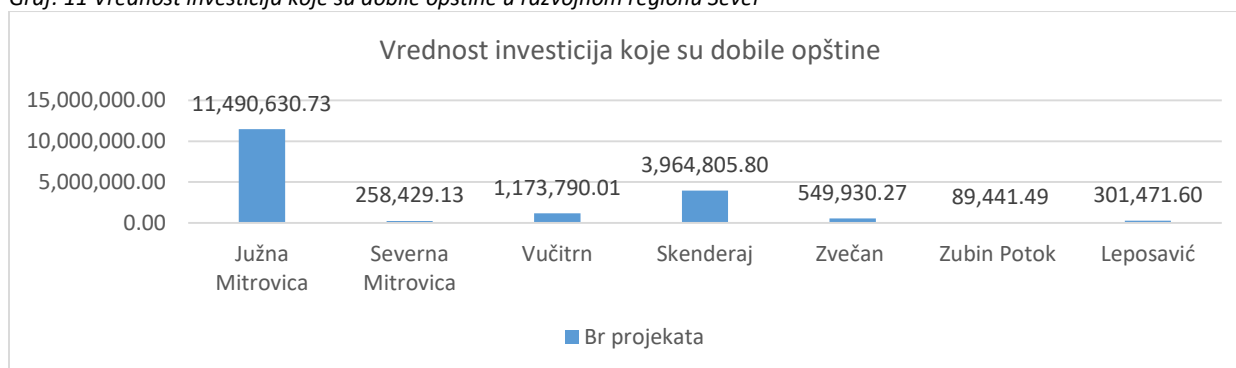 Graf. 11 Vrednost investicija koje su dobile opštine u razvojnom regionu Sever
Vrednost investicija koje su dobile opštine
15,000,000.00
10,000,000.00
5,000,000.00
0.00
11,490,630.73
258,429.13
1,173,790.01
3,964,805.80
549,930.27
89,441.49
301,471.60
Južna
Mitrovica
Severna
Mitrovica
Vučitrn
Skenderaj
Zvečan
Zubin Potok
Leposavić
Br projekata